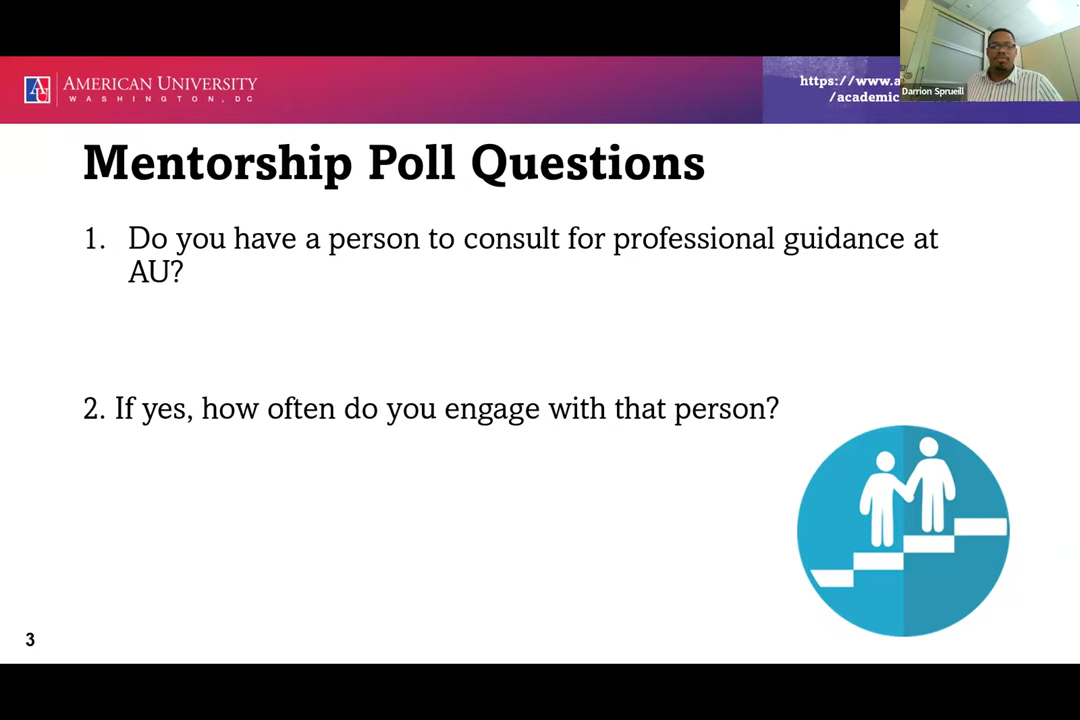 AMERICAN UNIVERSITY
WASHINGTON, DC
https://www.a
/academic
Darrion Sprueill
Mentorship Poll Questions
1. Do you have a person to consult for professional guidance at
AU?
2. If yes, how often do you engage with that person?
3